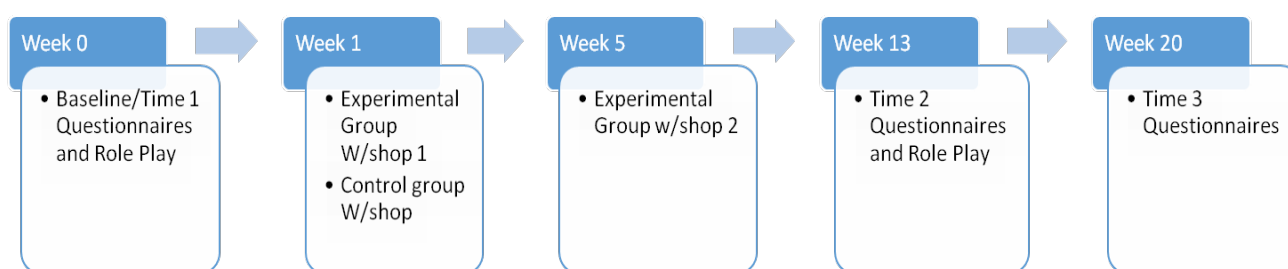 Week 0
• Baseline/Time 1
Questionnaires
and Role Play
Week 1
• Experimental
Group
W/shop 1
• Control group
W/shop
Week 5
• Experimental
Group w/shop 2
Week 13
• Time 2
Questionnaires
and Role Play
Week 20
• Time 3
Questionnaires